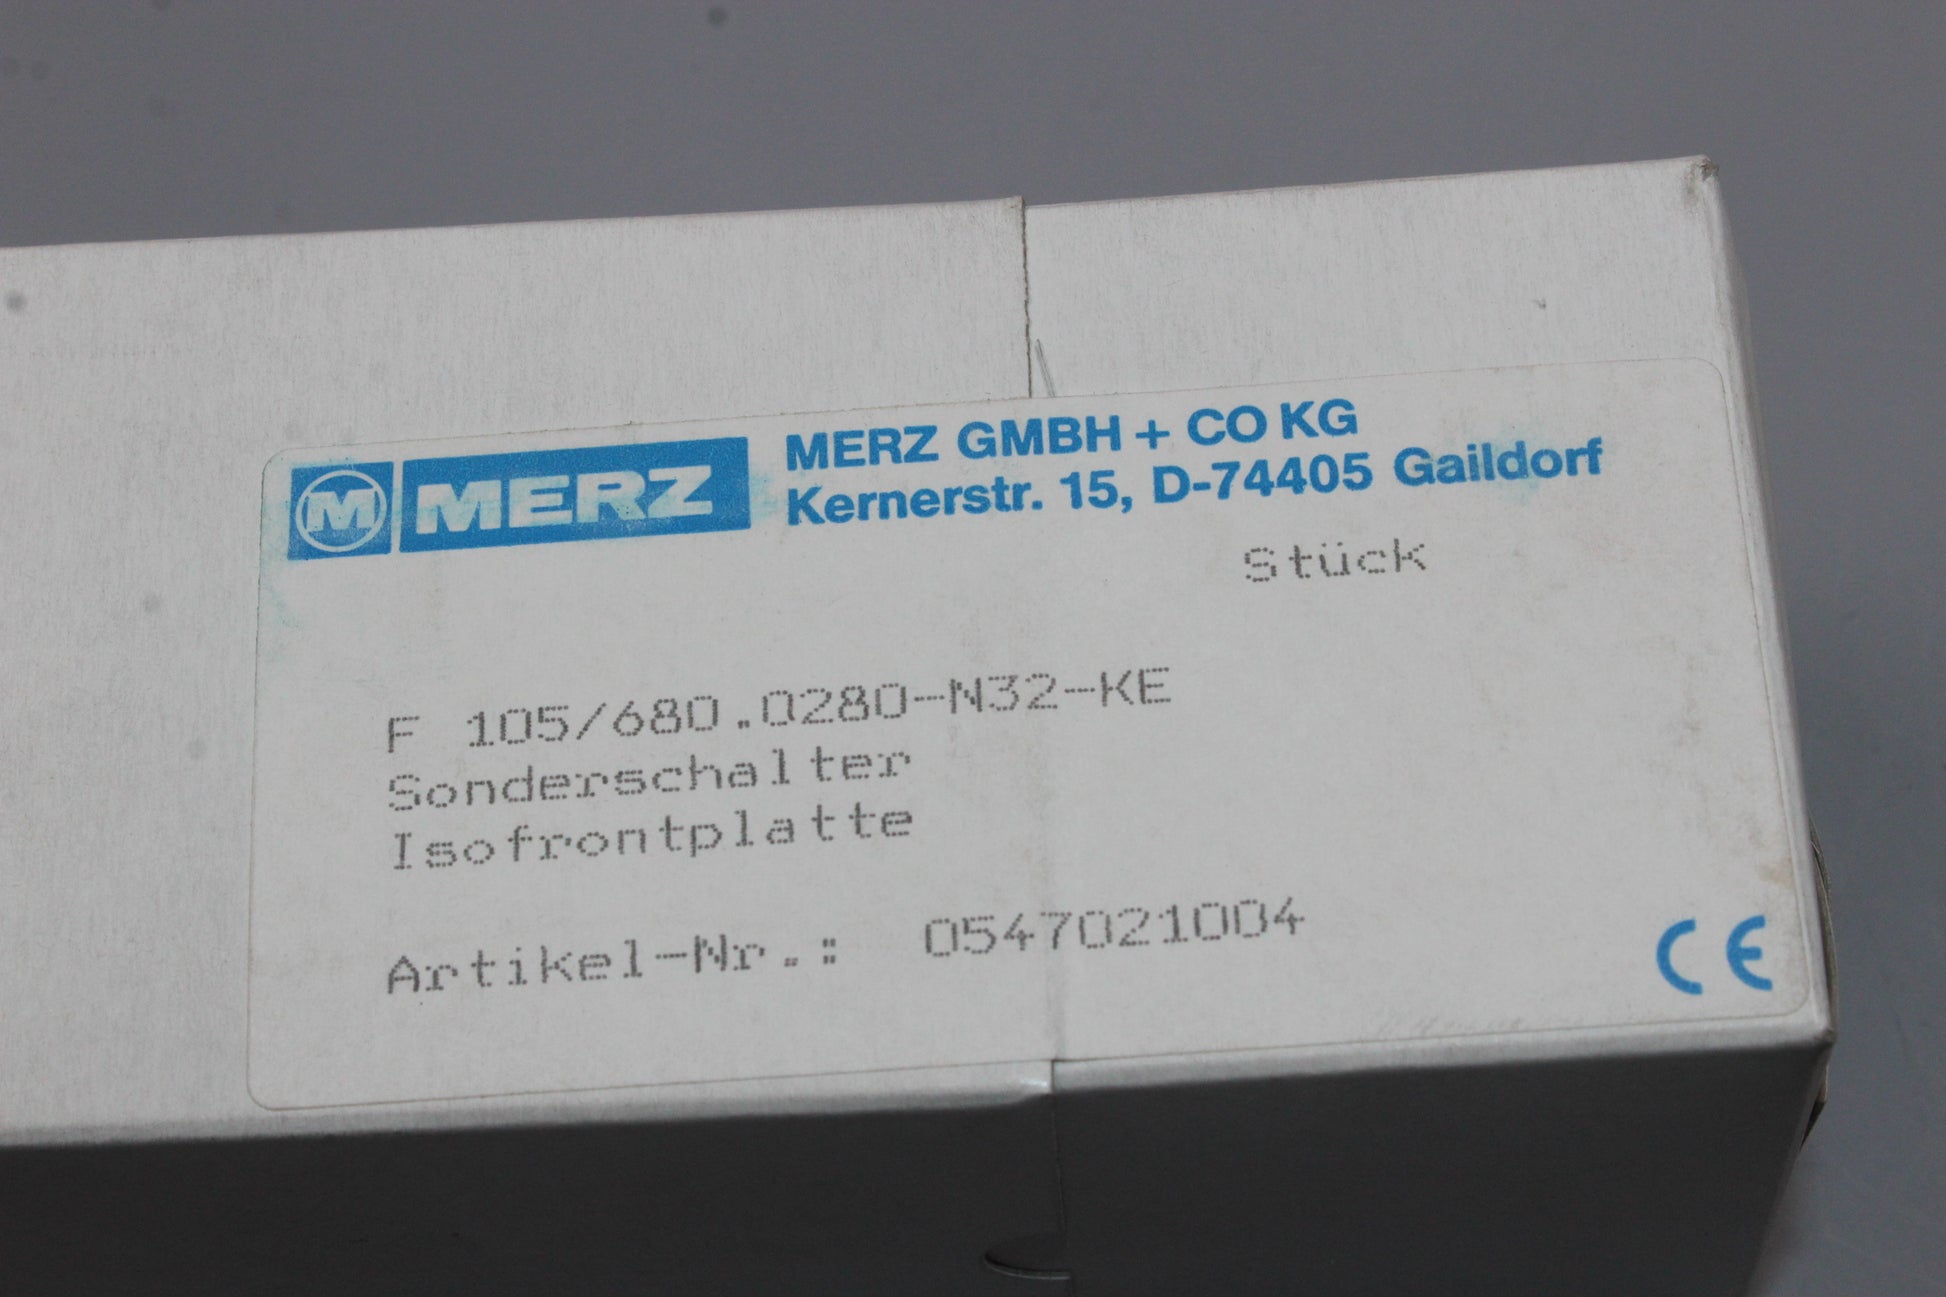 M MERZ
MERZ GMBH + CO KG
Kernerstr. 15, D-74405 Gaildorf
Stück
F 105/680.0280-N32-KE
Sonderschalter
Isofrontplatte
Artikel-Nr.: 0547021004
CE